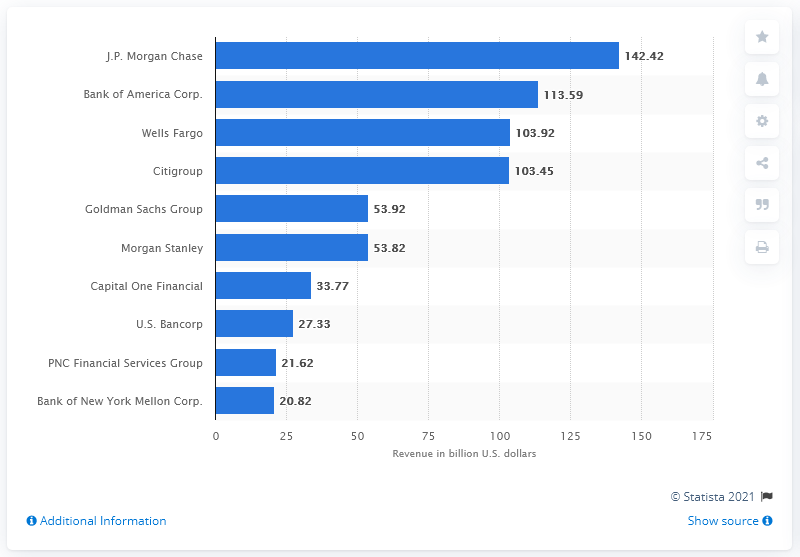 J.P. Morgan Chase 142.42
Bank of America Corp. 113.59
Wells Fargo 103.92
Citigroup 103.45
Goldman Sachs Group 53.92
Morgan Stanley 53.82
Capital One Financial 33.77
U.S. Bancorp 27.33
PNC Financial Services Group 21.62
Bank of New York Mellon Corp. 20.82
0 25 50 75 100 125 150 175
Revenue in billion U.S. dollars
© Statista 2021
Additional Information Show source